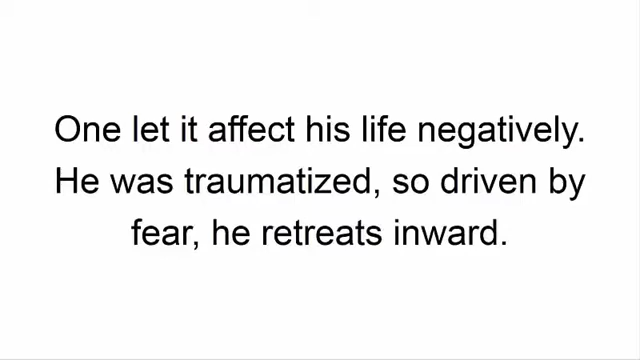 One let it affect his life negatively.
He was traumatized, so driven by
fear, he retreats inward.